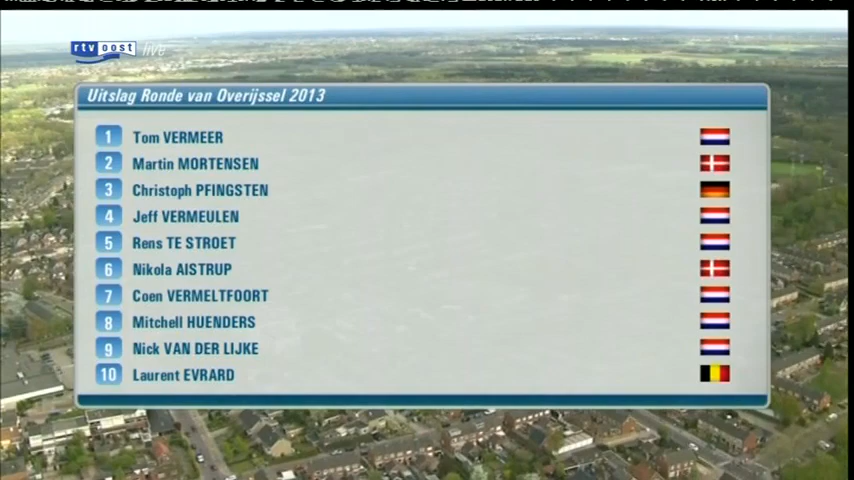 rtv oost live
Uitslag Ronde van Overijssel 2013
1 Tom VERMEER
2 Martin MORTENSEN
3 Christoph PFINGSTEN
4 Jeff VERMEULEN
5 Rens TE STROET
6 Nikola AISTRUP
7 Coen VERMELTFOORT
8 Mitchell HUENDERS
9 Nick VAN DER LIJKE
10 Laurent EVRARD